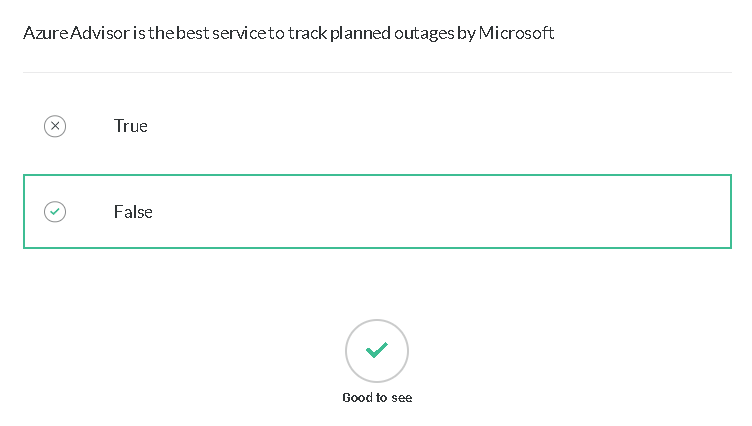 Azure Advisor is the best service to track planned outages by Microsoft
True
False
Good to see